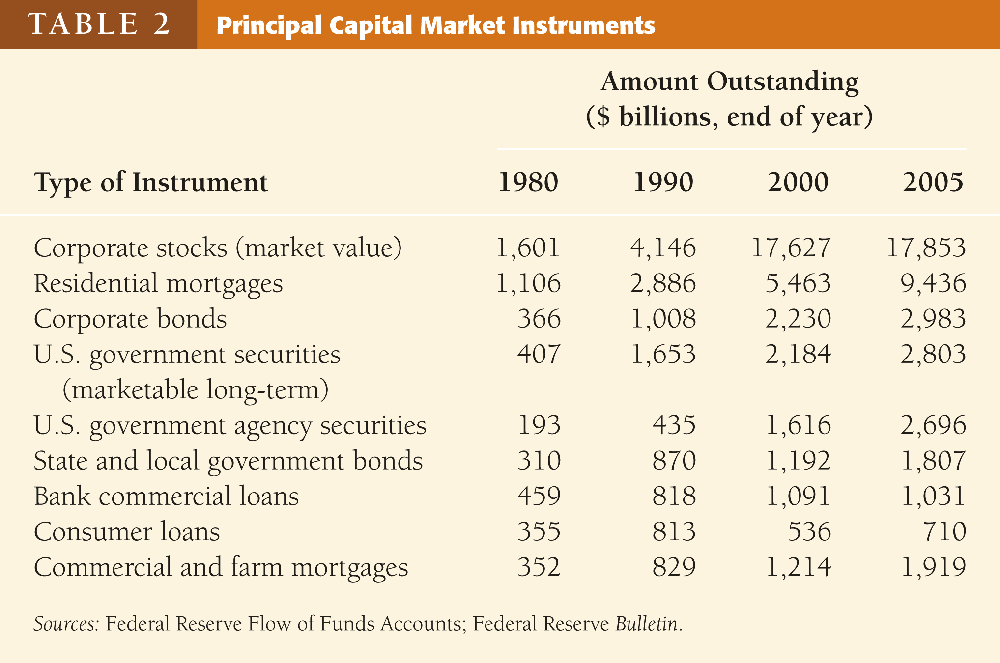 TABLE 2 Principal Capital Market Instruments
Amount Outstanding
($ billions, end of year)
Type of Instrument 1980 1990 2000 2005
Corporate stocks (market value) 1,601 4,146 17,627 17,853
Residential mortgages 1,106 2,886 5,463 9,436
Corporate bonds 366 1,008 2,230 2,983
U.S. government securities 407 1,653 2,184 2,803
(marketable long-term)
U.S. government agency securities 193 435 1,616 2,696
State and local government bonds 310 870 1,192 1,807
Bank commercial loans 459 818 1,091 1,031
Consumer loans 355 813 536 710
Commercial and farm mortgages 352 829 1,214 1,919
Sources: Federal Reserve Flow of Funds Accounts; Federal Reserve Bulletin.